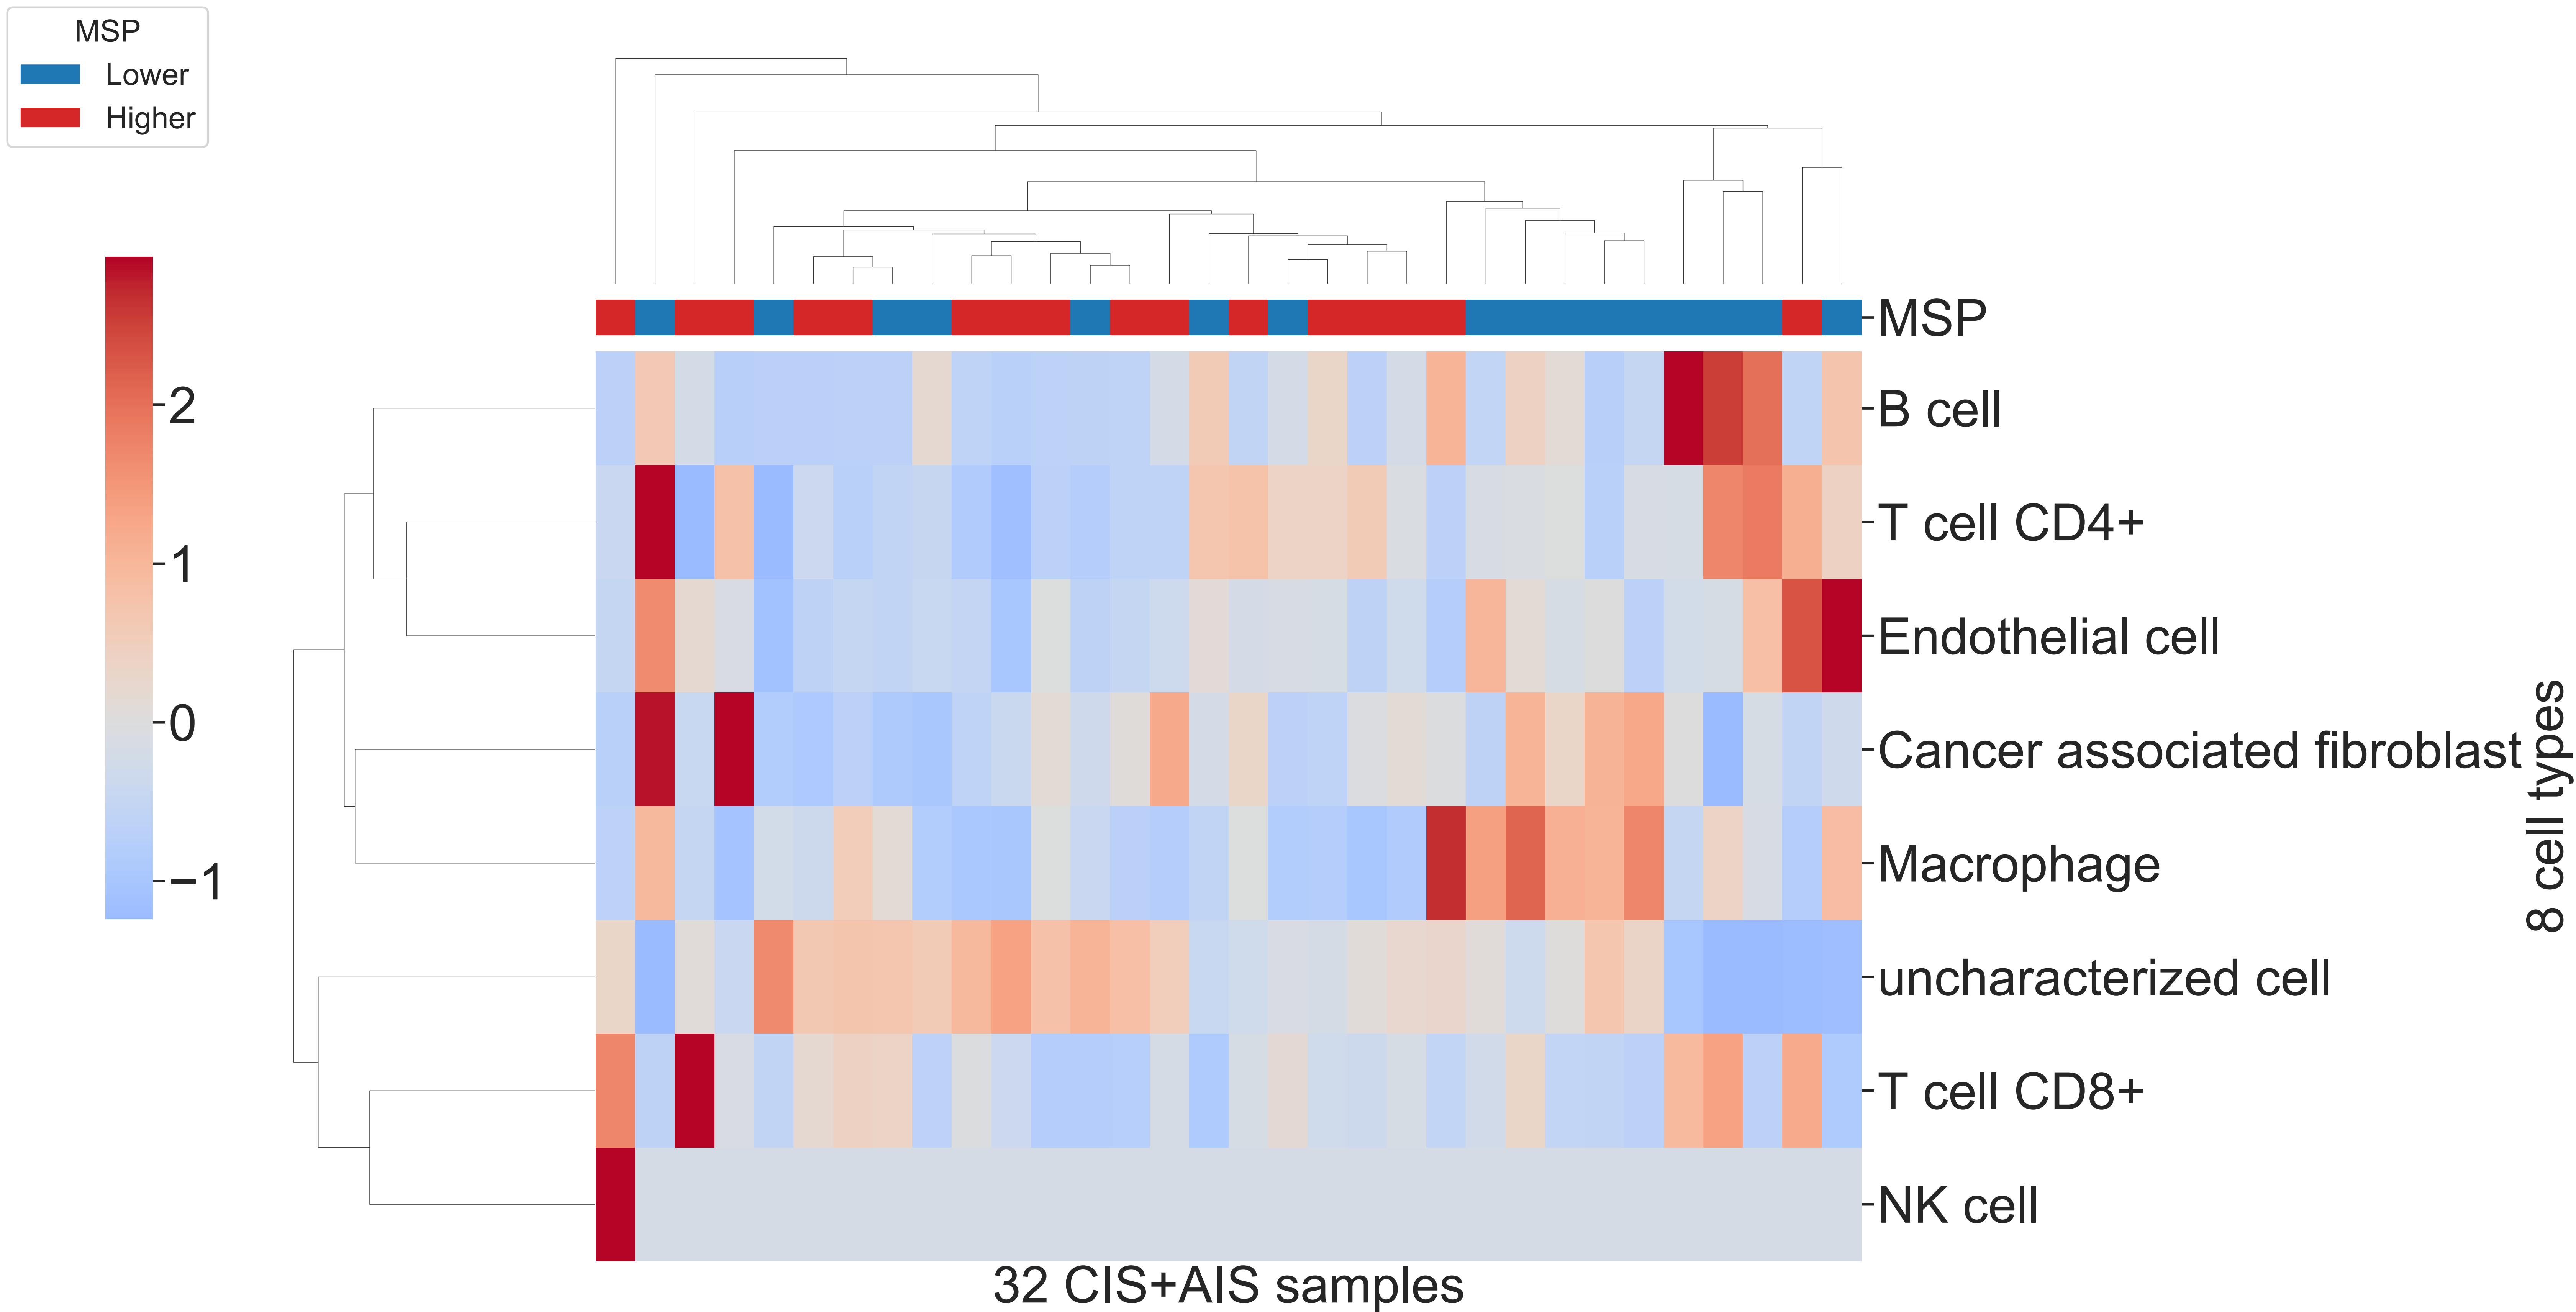 MSP
Lower
Higher
2
1
0
−1
MSP
B cell
T cell CD4+
Endothelial cell
Cancer associated fibroblast
Macrophage
uncharacterized cell
T cell CD8+
NK cell
8 cell types
32 CIS+AIS samples